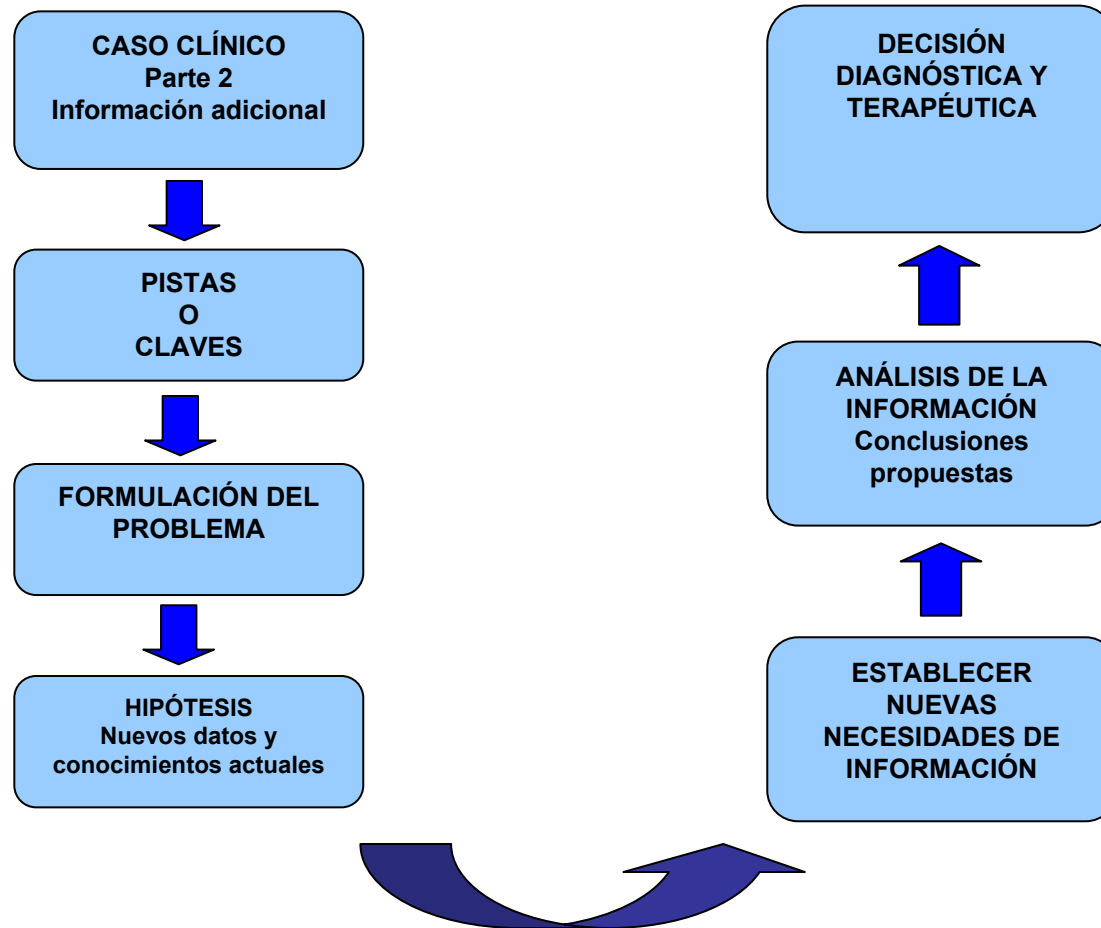 CASO CLÍNICO
Parte 2
Información adicional
PISTAS
O
CLAVES
FORMULACIÓN DEL
PROBLEMA
HIPÓTESIS
Nuevos datos y
conocimientos actuales
ESTABLECER
NUEVAS
NECESIDADES DE
INFORMACIÓN
ANÁLISIS DE LA
INFORMACIÓN
Conclusiones
propuestas
DECISIÓN
DIAGNÓSTICA Y
TERAPÉUTICA